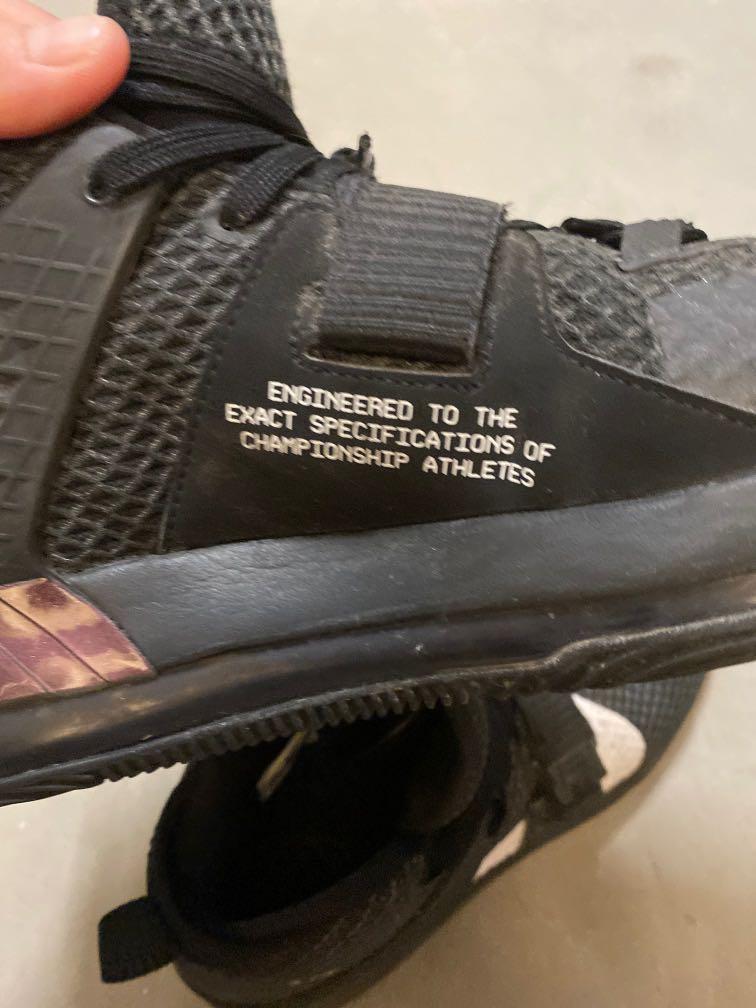 ENGINEERED TO THE
EXACT SPECIFICATIONS OF
CHAMPIONSHIP ATHLETES